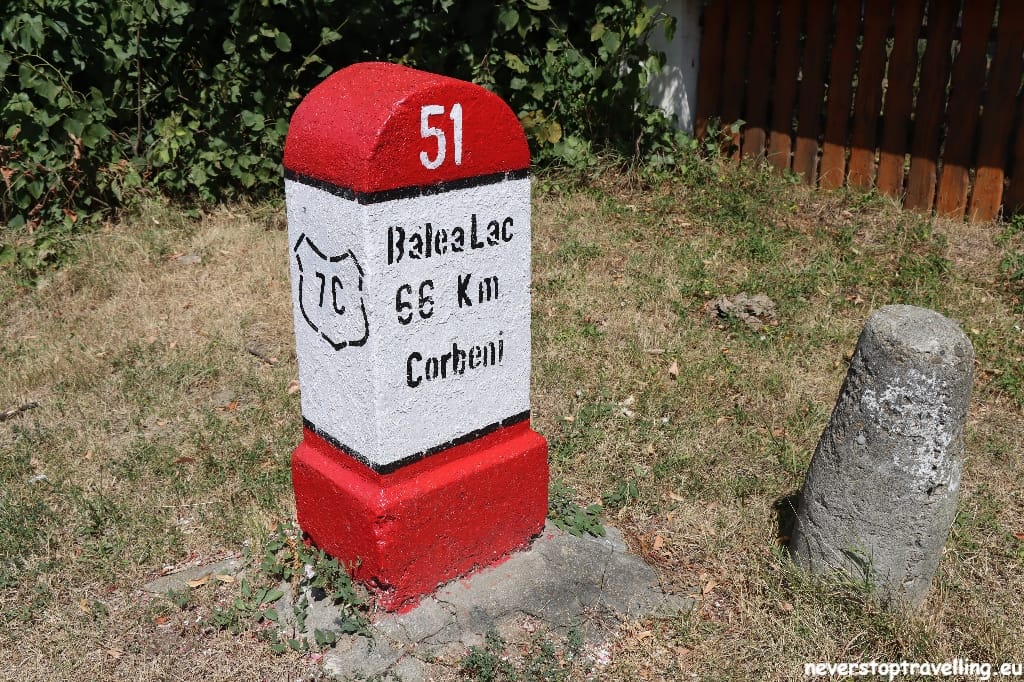 51
7C
Balea Lac
66 Km
Corbeni
neverstoptravelling.eu